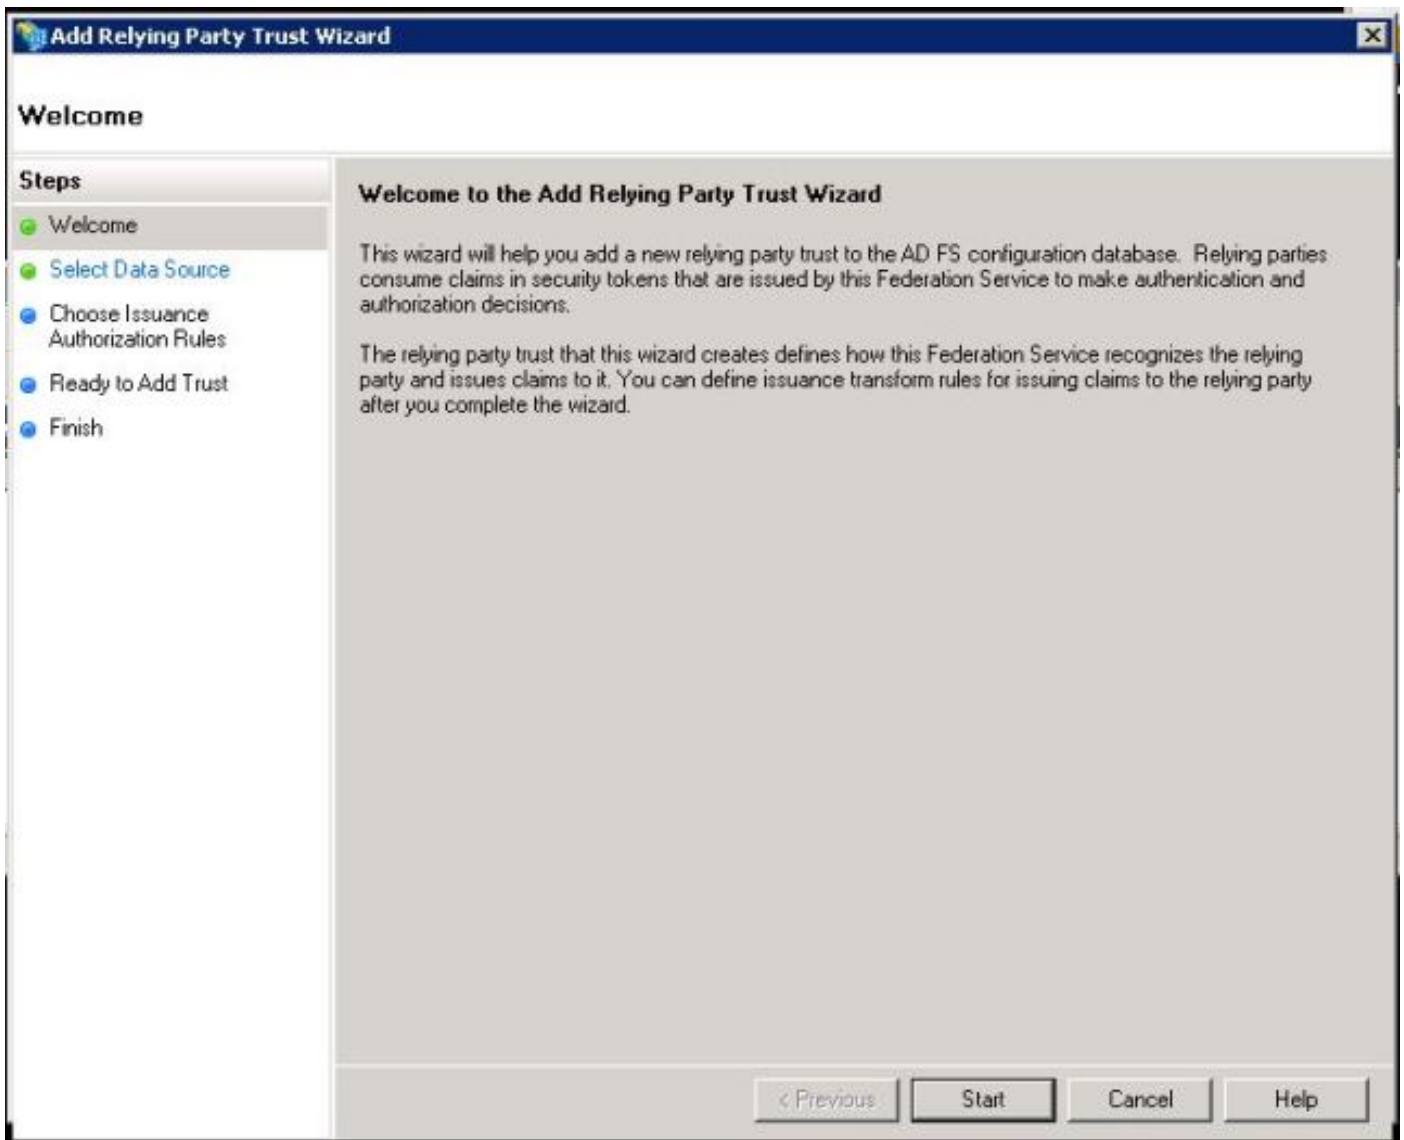 Add Relying Party Trust Wizard
Welcome
Steps
Welcome
Select Data Source
Choose Issuance
Authorization Rules
Ready to Add Trust
Finish
Welcome to the Add Relying Party Trust Wizard
This wizard will help you add a new relying party trust to the AD FS configuration database. Relying parties
consume claims in security tokens that are issued by this Federation Service to make authentication and
authorization decisions.
The relying party trust that this wizard creates defines how this Federation Service recognizes the relying
party and issues claims to it. You can define issuance transform rules for issuing claims to the relying party
after you complete the wizard.
< Previous
Start
Cancel
Help